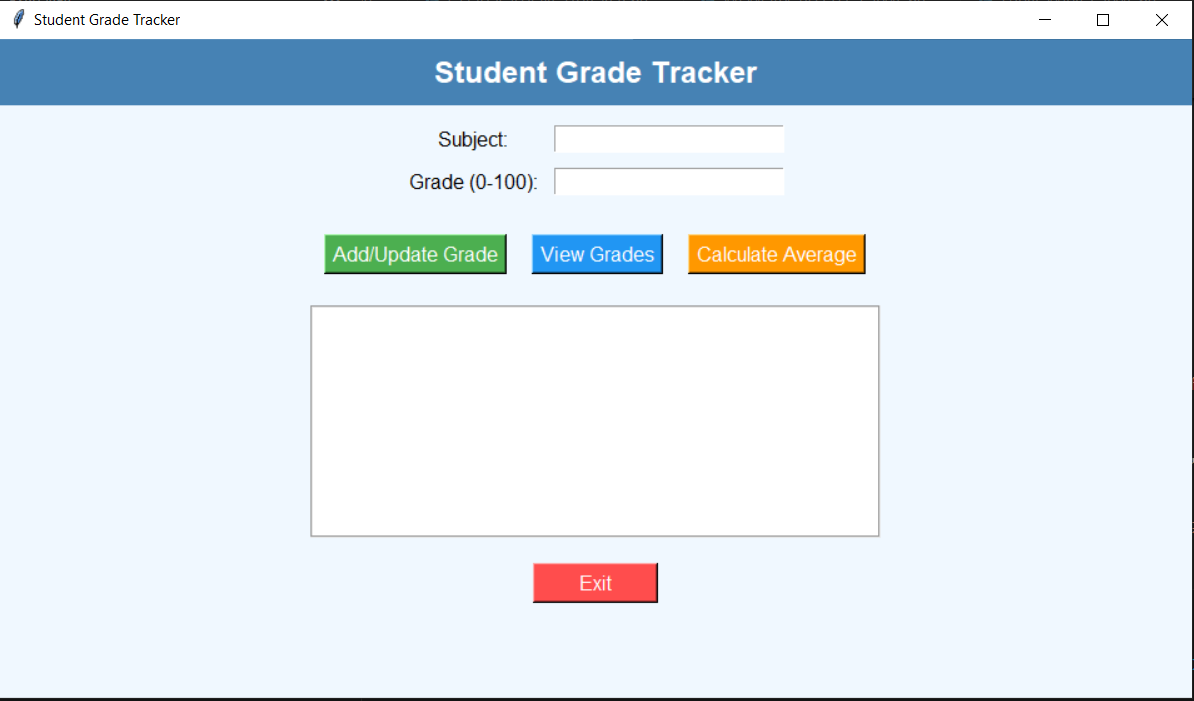 Student Grade Tracker
Student Grade Tracker
Subject:
Grade (0-100):
Add/Update Grade View Grades Calculate Average
Exit